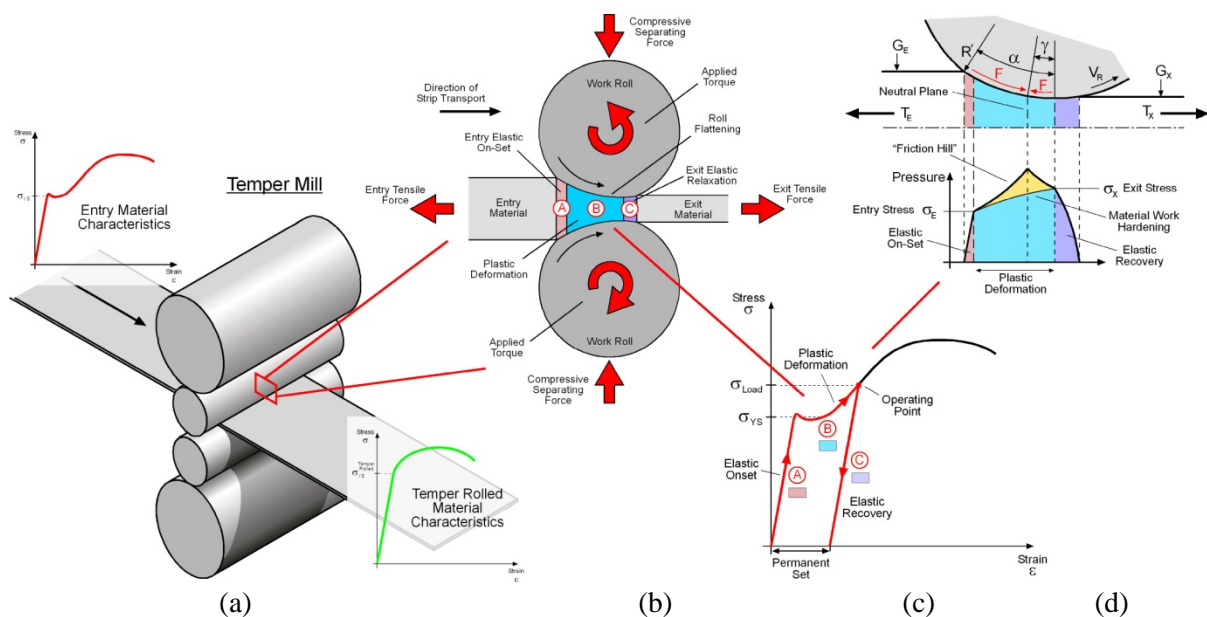 Stress
σ
σYS
Entry Material
Characteristics
Strain
ε
Temper Mill
Stress
σ
Temper
Rolled
σYS
Temper Rolled
Material
Characteristics
Strain
ε
Compressive
Separating
Force
Direction of
Strip Transport
Work Roll
Applied
Torque
Roll
Flattening
Entry Elastic
On-Set
Exit Elastic
Relaxation
Entry Tensile
Force
Exit Tensile
Force
Entry
Material
A
B
C
Exit
Material
Plastic
Deformation
Applied
Torque
Work Roll
Compressive
Separating
Force
Stress
σ
Plastic
Deformation
σLoad
Operating
Point
σYS
B
Elastic
Onset
A
C
Elastic
Recovery
Strain
ε
Permanent
Set
GE
R'
α
γ
F
F
VR
GX
Neutral Plane
TE
TX
"Friction Hill"
Pressure
σX Exit Stress
Entry Stress σE
Material Work
Hardening
Elastic
On-Set
Elastic
Recovery
Plastic
Deformation
(a)
(b)
(c)
(d)